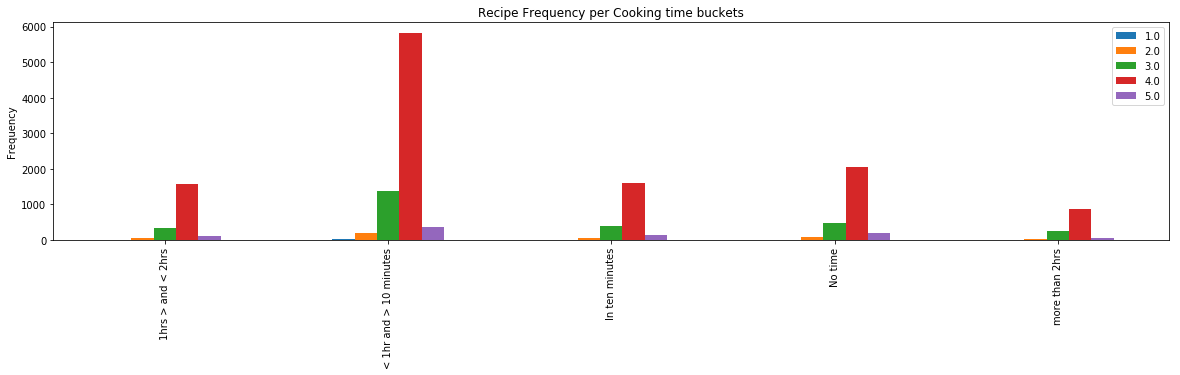 Recipe Frequency per Cooking time buckets
1.0
2.0
3.0
4.0
5.0
Frequency
6000
5000
4000
3000
2000
1000
0
1hrs > and < 2hrs
< 1hr and > 10 minutes
In ten minutes
No time
more than 2hrs